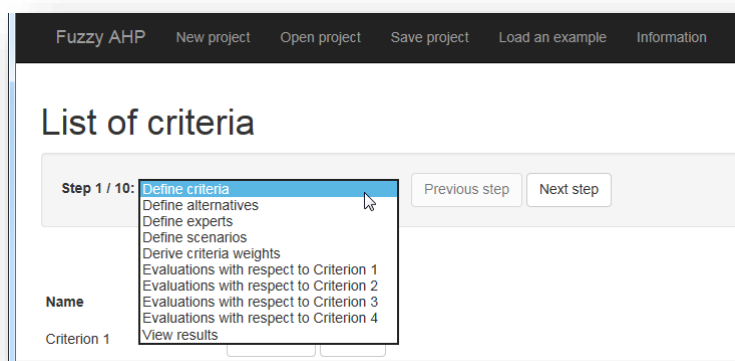 Fuzzy AHP New project Open project Save project Load an example Information
List of criteria
Step 1 / 10: Define criteria Previous step Next step
Define alternatives
Define experts
Define scenarios
Derive criteria weights
Evaluations with respect to Criterion 1
Evaluations with respect to Criterion 2
Evaluations with respect to Criterion 3
Evaluations with respect to Criterion 4
View results
Name
Criterion 1